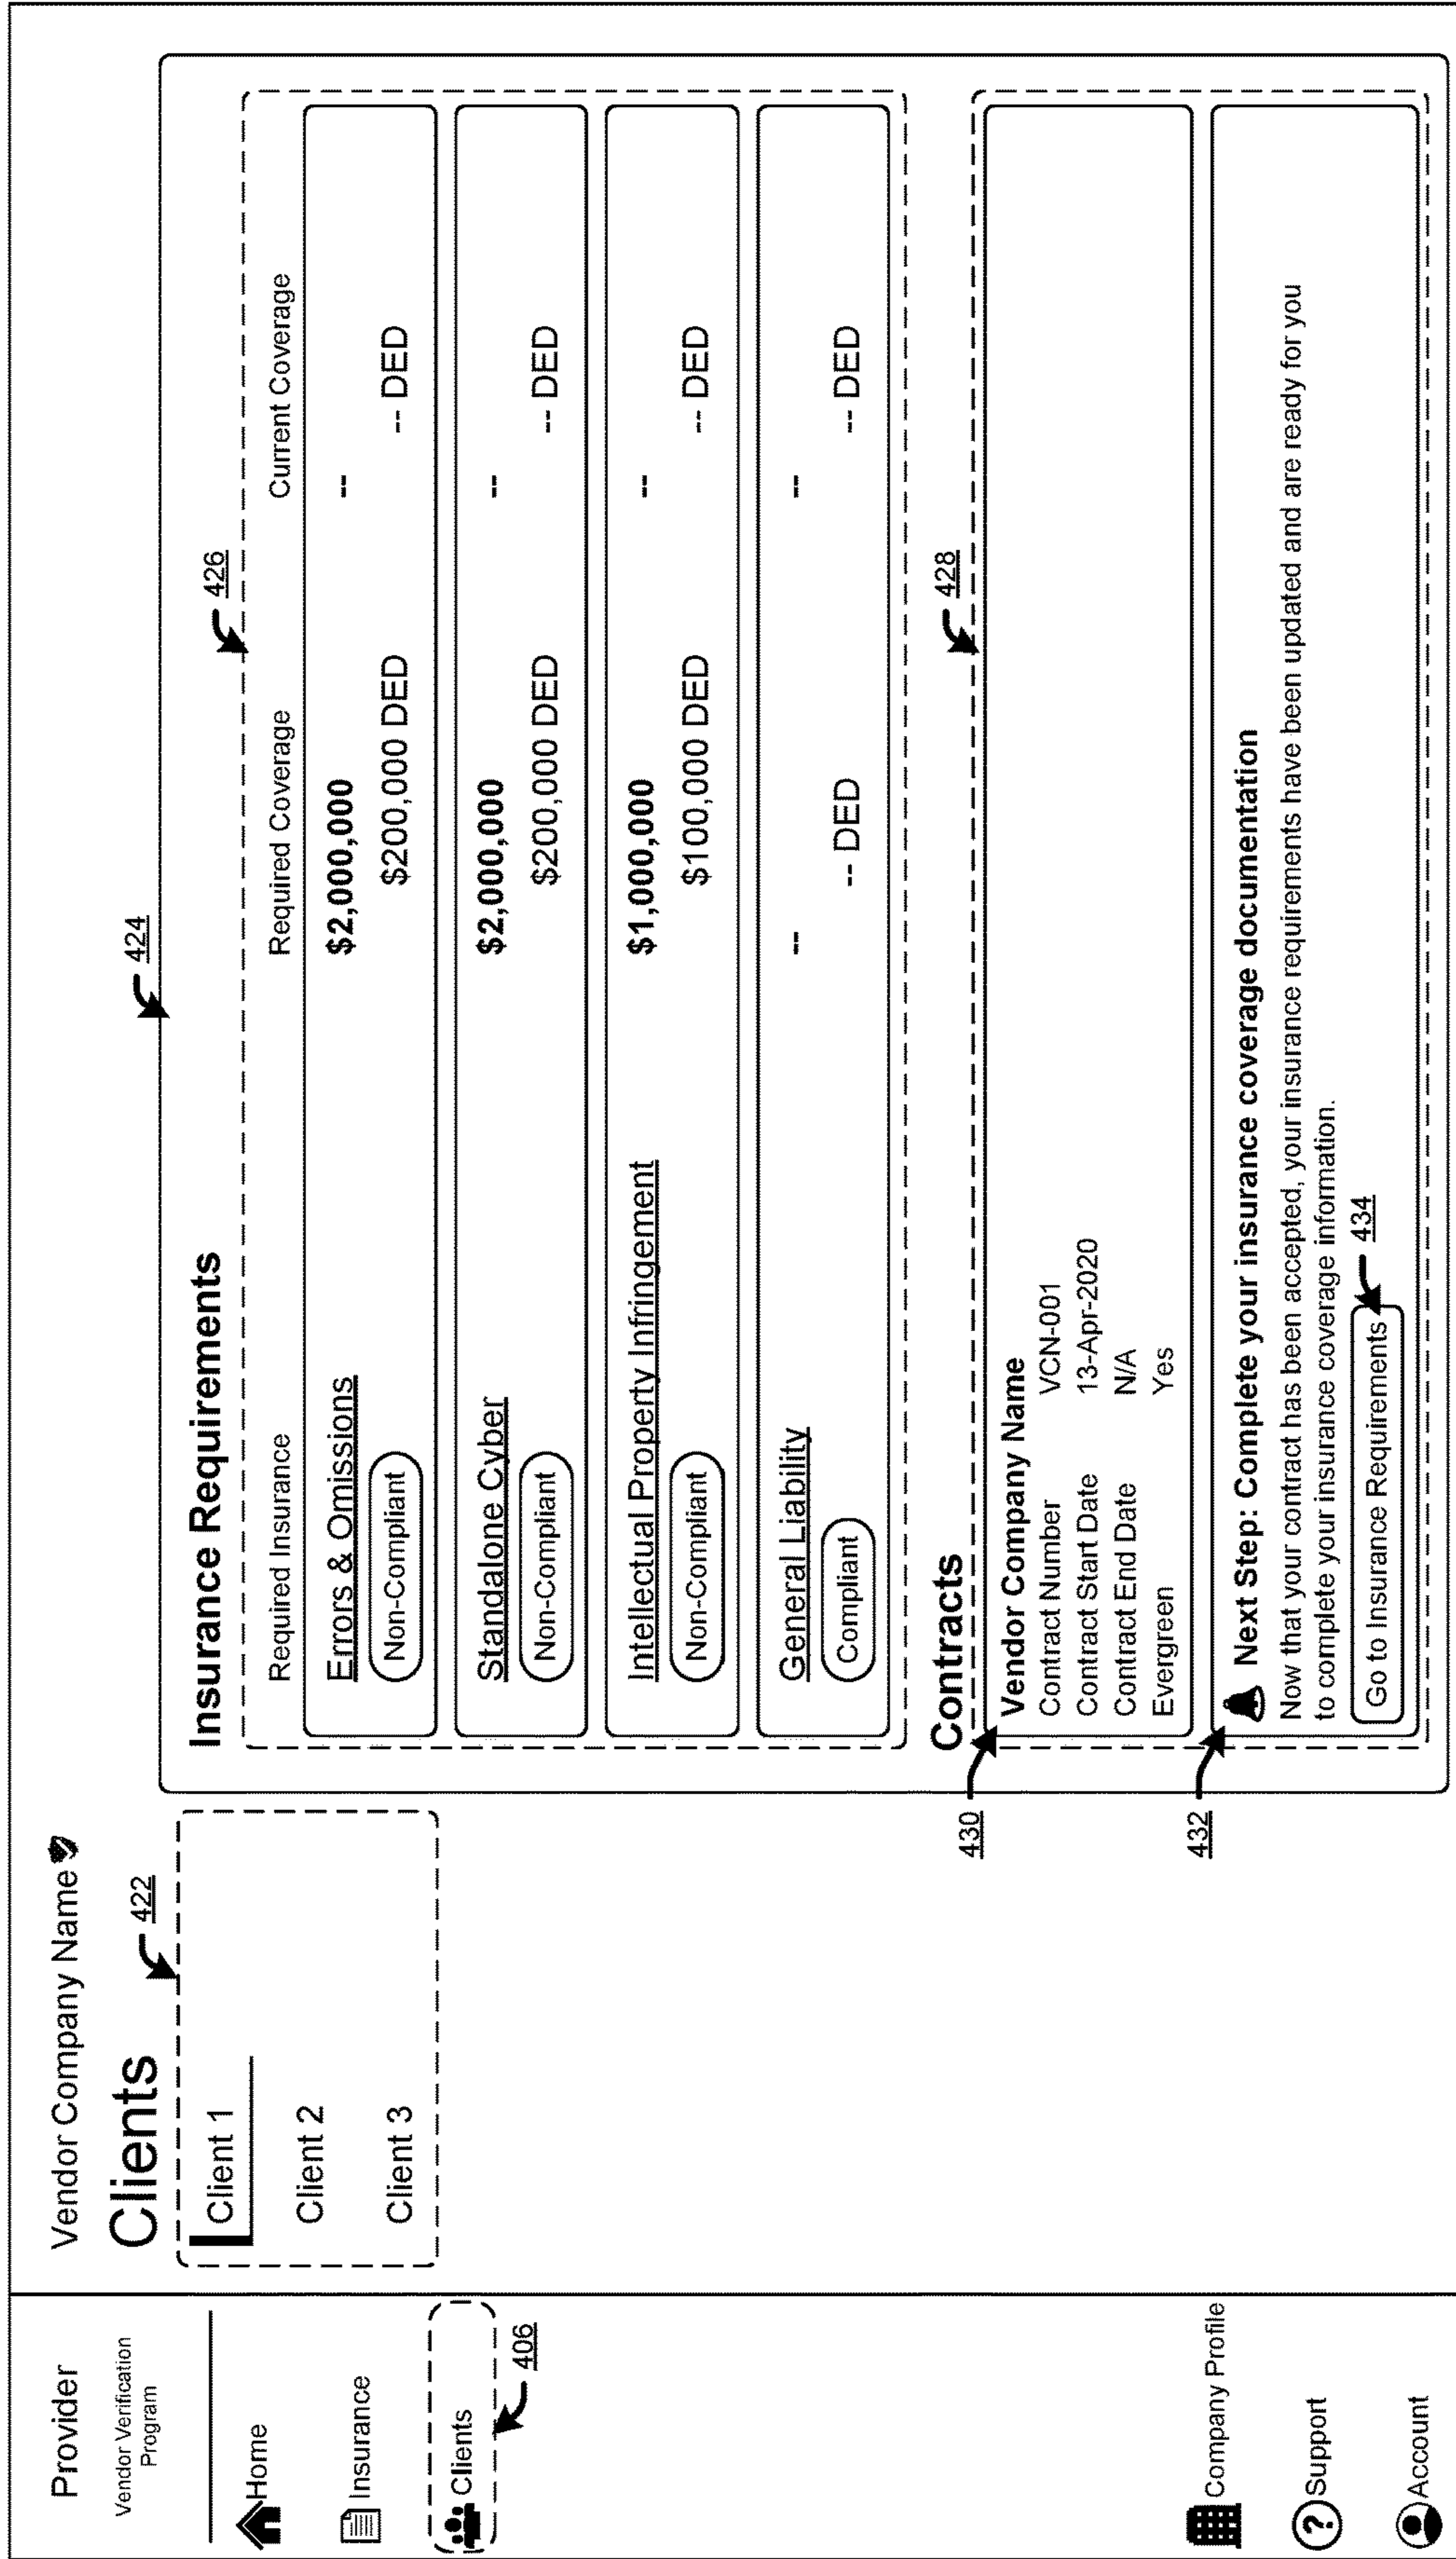 Provider
Vendor Verification
Program
Home
Insurance
Clients
406
Company Profile
Support
Account
Vendor Company Name
Clients
422
Client 1
Client 2
Client 3
424
Insurance Requirements
426
Required Insurance Required Coverage Current Coverage
Errors & Omissions $2,000,000 --
Non-Compliant $200,000 DED -- DED
Standalone Cyber $2,000,000 --
Non-Compliant $200,000 DED -- DED
Intellectual Property Infringement $1,000,000 --
Non-Compliant $100,000 DED -- DED
General Liability -- --
Compliant -- DED -- DED
Contracts
428
430
Vendor Company Name
Contract Number VCN-001
Contract Start Date 13-Apr-2020
Contract End Date N/A
Evergreen Yes
432
Next Step: Complete your insurance coverage documentation
Now that your contract has been accepted, your insurance requirements have been updated and are ready for you
to complete your insurance coverage information.
Go to Insurance Requirements
434